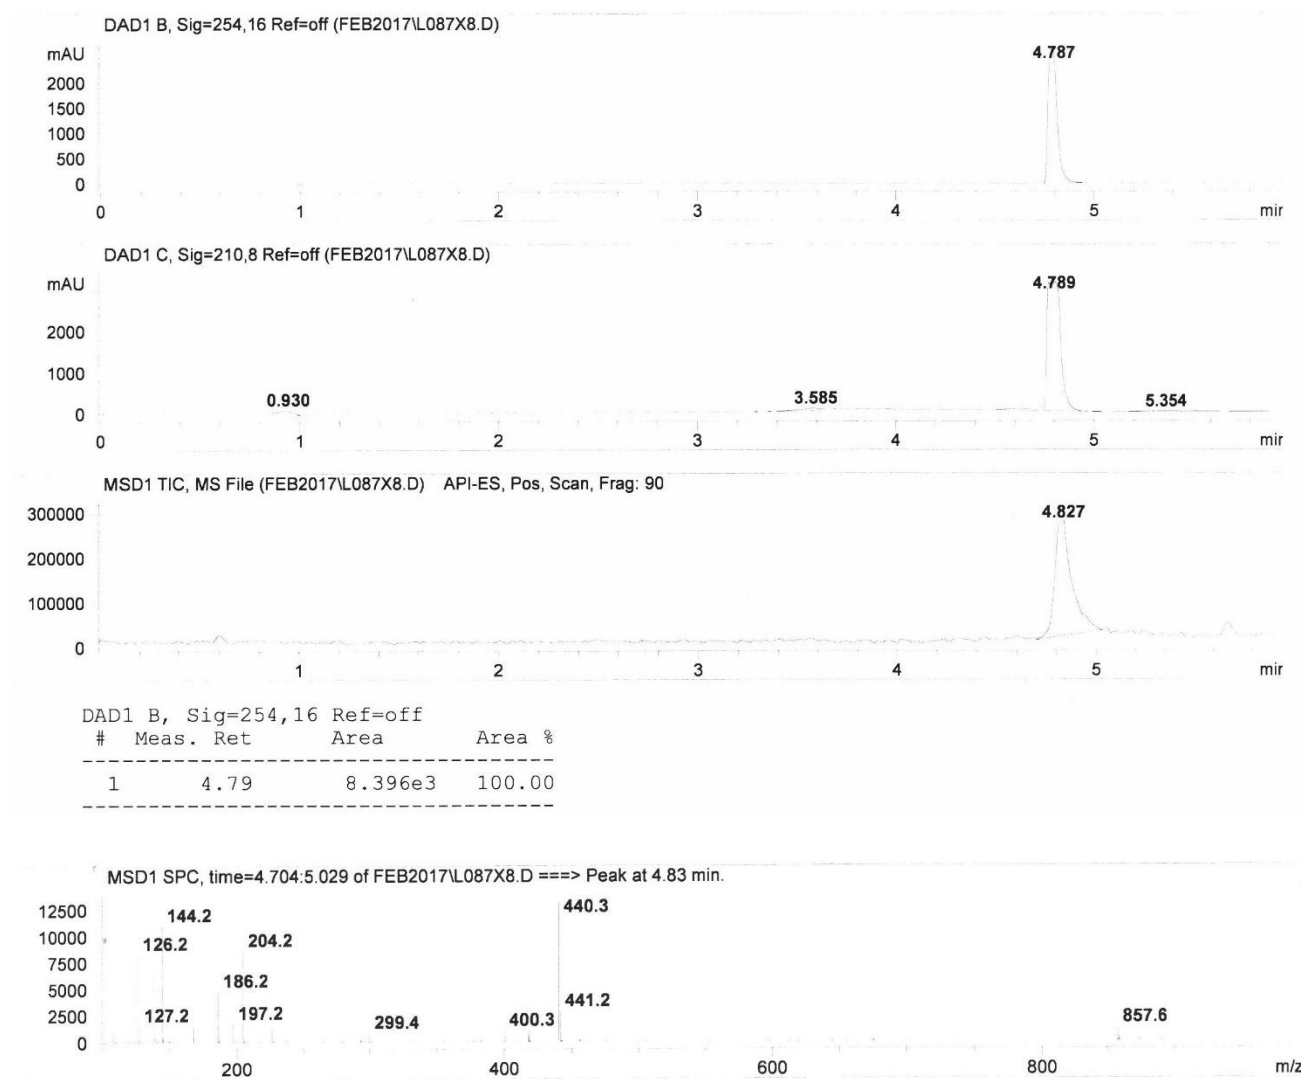 DAD1 B, Sig=254,16 Ref=off (FEB2017\L087X8.D)
mAU
4.787
2000
1500
1000
500
0
0 1 2 3 4 5 mir
DAD1 C, Sig=210,8 Ref=off (FEB2017\L087X8.D)
mAU
4.789
2000
1000
0.930 3.585 5.354
0
0 1 2 3 4 5 mir
MSD1 TIC, MS File (FEB2017\L087X8.D) API-ES, Pos, Scan, Frag: 90
300000 4.827
200000
100000
0
1 2 3 4 5 mir
DAD1 B, Sig=254,16 Ref=off
# Meas. Ret Area Area %
1 4.79 8.396e3 100.00
MSD1 SPC, time=4.704:5.029 of FEB2017\L087X8.D ===> Peak at 4.83 min.
12500 144.2 440.3
10000 126.2 204.2
7500
5000 186.2 441.2
2500 127.2 197.2 299.4 400.3 857.6
0
200 400 600 800 m/z